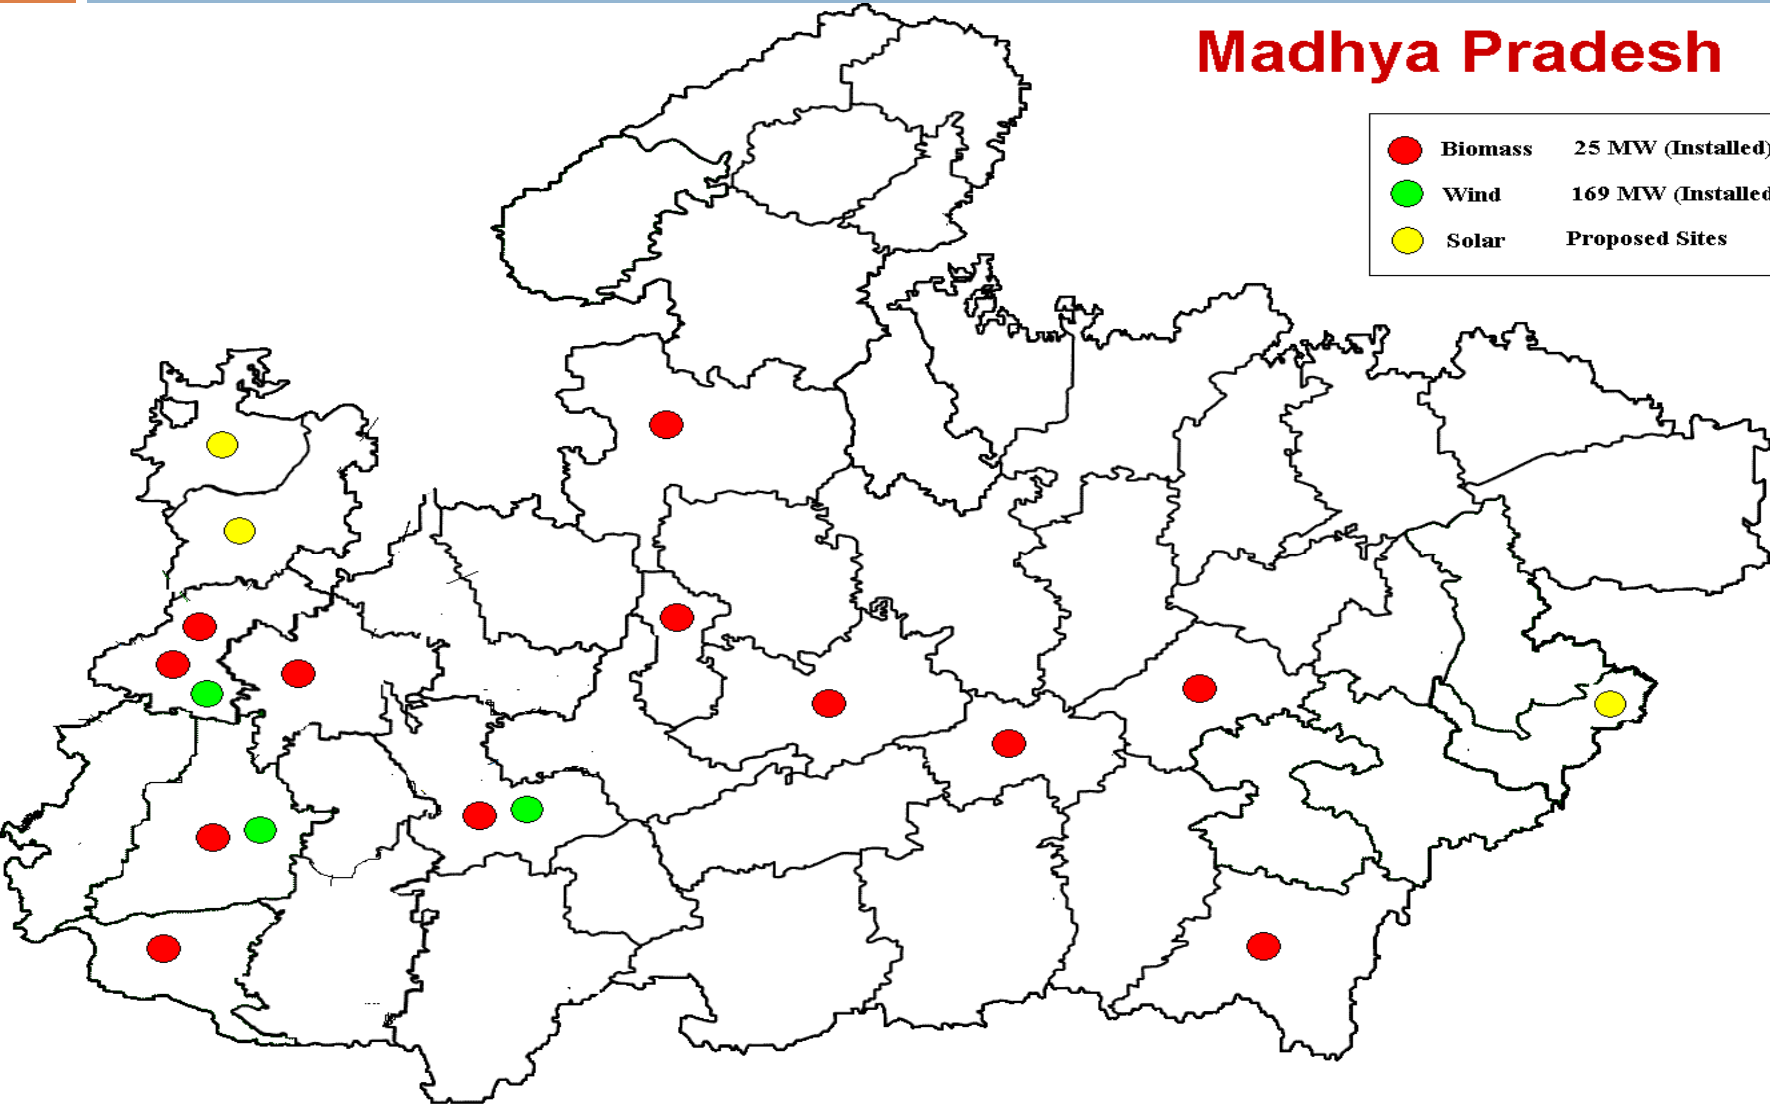 Madhya Pradesh
Biomass 25 MW (Installed)
Wind 169 MW (Installed
Solar Proposed Sites